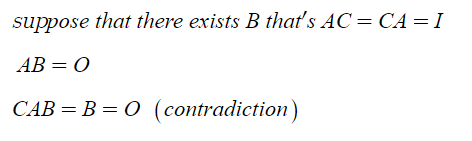 suppose that there exists B that's AC = CA = I
AB = O
CAB = B = O (contradiction)